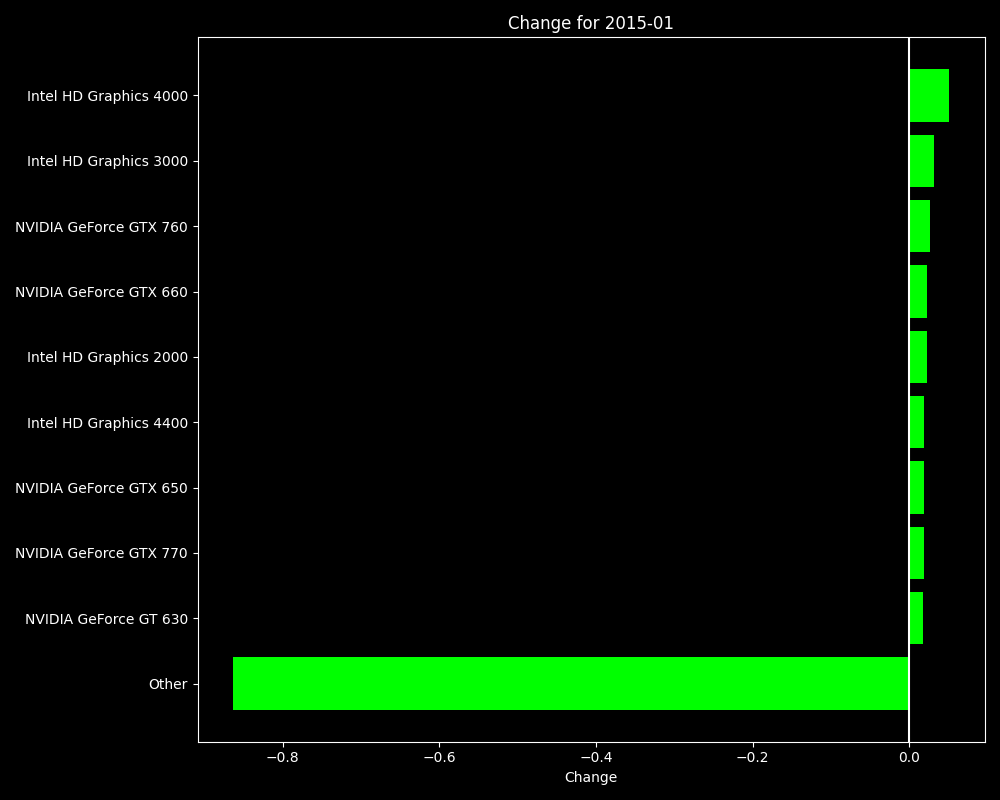 Change for 2015-01
Intel HD Graphics 4000
Intel HD Graphics 3000
NVIDIA GeForce GTX 760
NVIDIA GeForce GTX 660
Intel HD Graphics 2000
Intel HD Graphics 4400
NVIDIA GeForce GTX 650
NVIDIA GeForce GTX 770
NVIDIA GeForce GT 630
Other
−0.8 −0.6 −0.4 −0.2 0.0
Change